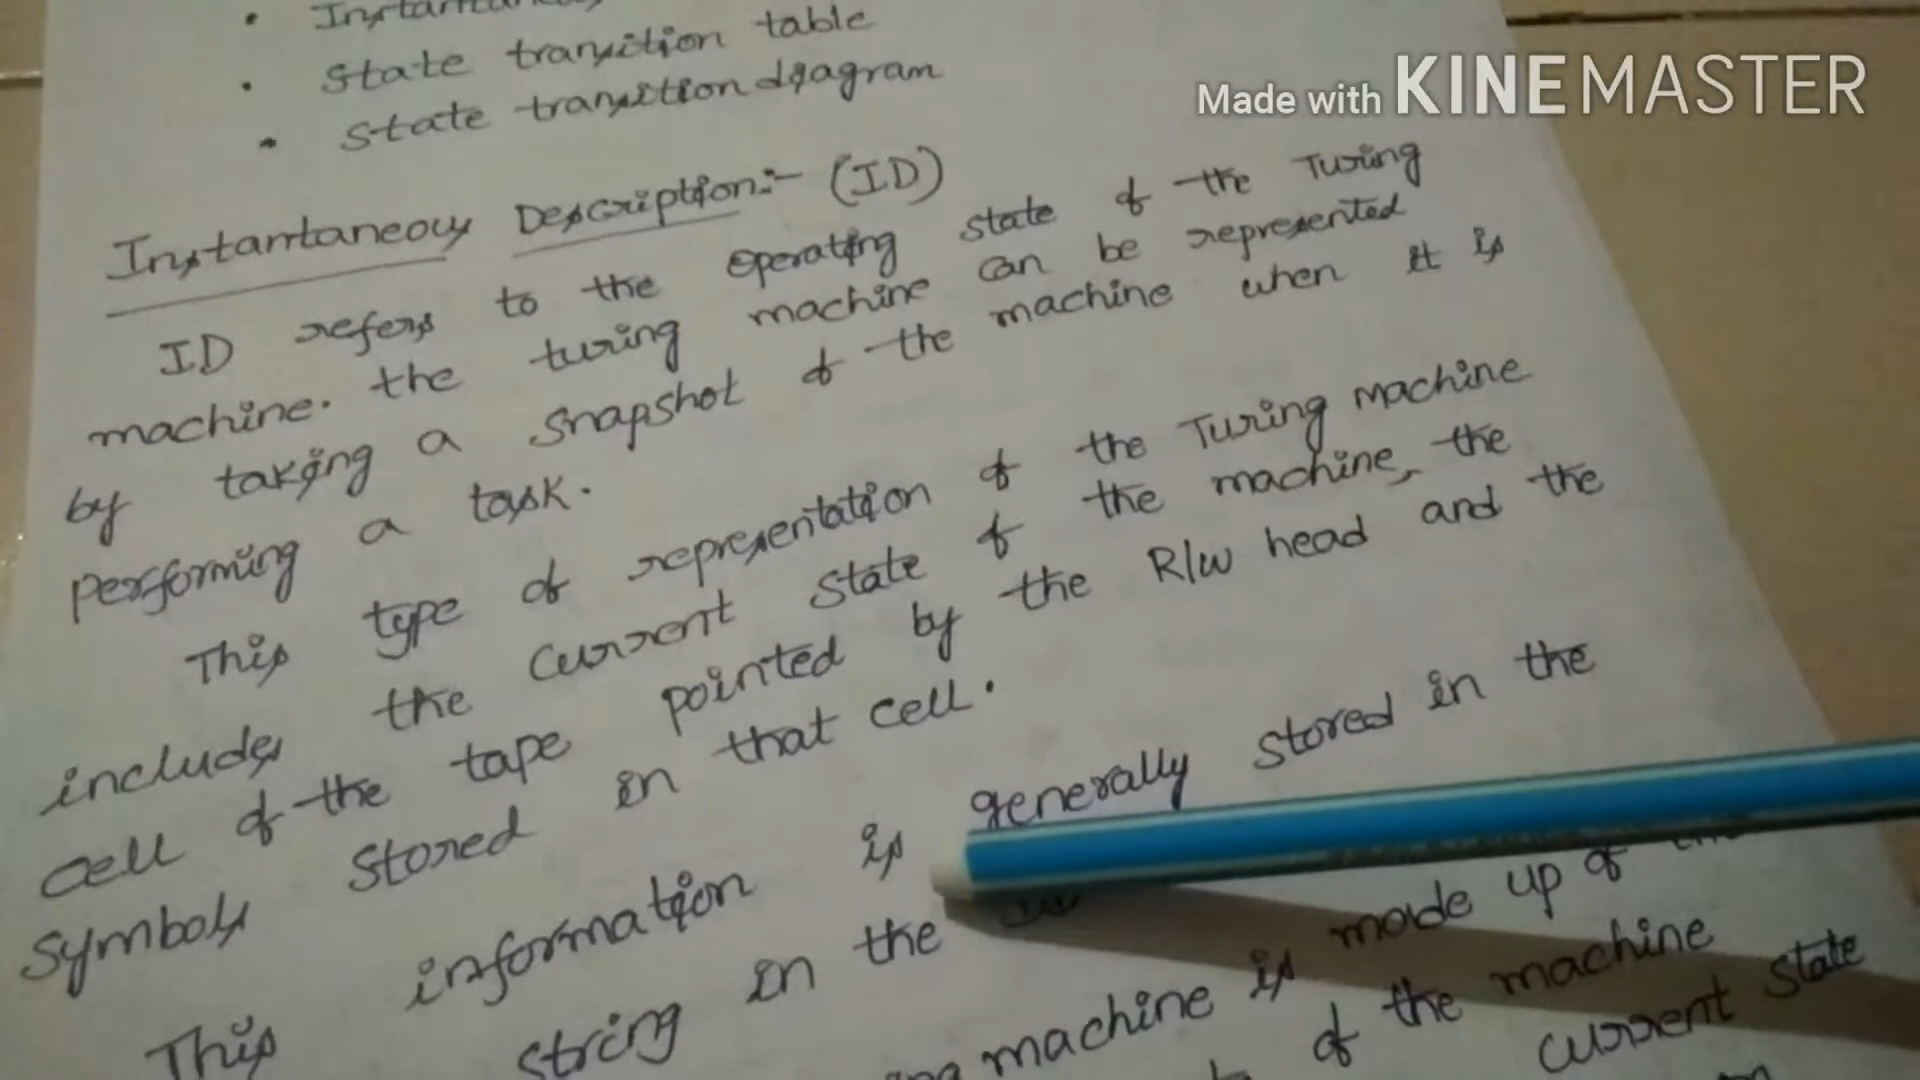 State transition table
State transition diagram
Made with KINEMASTER
Instantaneous Description:- (ID)
ID refers to the operating state of the Turing
machine. the turing machine can be represented
by taking a snapshot of the machine when it is
performing a task.
This type of representation of the Turing Machine
includes the current state of the machine, the
cell of the tape pointed by the R/W head and the
symbols stored in that cell.
This information is generally stored in the
string in the
machine is made up of
of the machine
current state